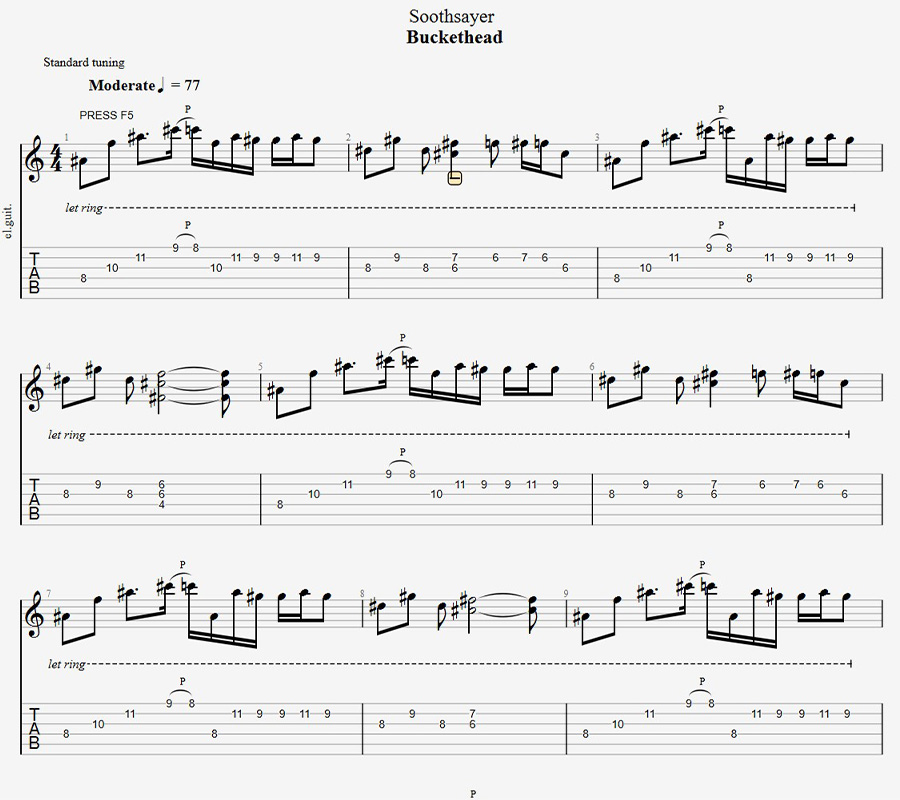 Soothsayer
Buckethead
Standard tuning
Moderate ♩ = 77
PRESS F5
P P
1 2 3
4 4
let ring
el.guit.
P P
9 8 9 8
T 11 11 9 9 11 9 9 7 6 7 6 11 11 9 9 11 9
A 10 10 8 8 6 6 10
B 8 8 8
P
4 5 6
let ring
P
9 8
T 9 6 11 11 9 9 11 9 9 7 6 7 6
A 8 8 6 10 10 8 8 6 6
B 4 8
P P
7 8 9
let ring
P P
9 8 9 8
T 11 11 9 9 11 9 9 7 11 11 9 9 11 9
A 10 8 8 6 10
B 8 8 8 8
P